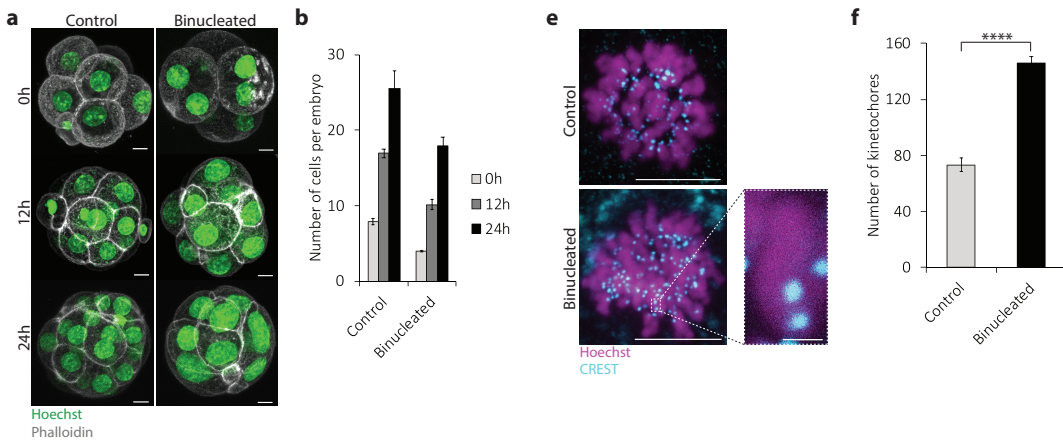 a
Control
Binucleated
0h
12h
24h
Hoechst
Phalloidin
b
Number of cells per embryo
30
20
10
0
Control
Binucleated
0h
12h
24h
e
Control
Binucleated
Hoechst
CREST
f
Number of kinetochores
160
120
80
40
0
****
Control
Binucleated